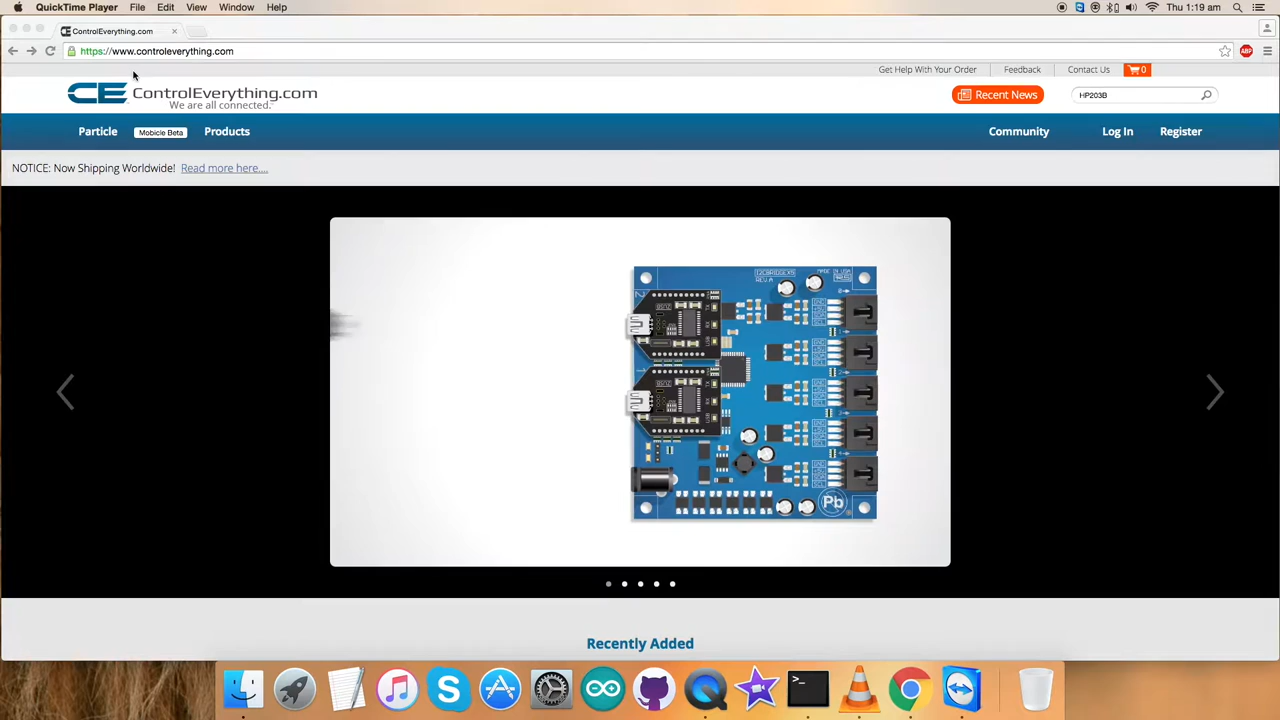 QuickTime Player File Edit View Window Help Thu 1:19 am
ControlEverything.com
https://www.controleverything.com ABP
Get Help With Your Order Feedback Contact Us 0
CE ControlEverything.com
We are all connected.
Recent News HP203B
Particle Mobicle Beta Products Community Log In Register
NOTICE: Now Shipping Worldwide! Read more here....
Pb
Recently Added